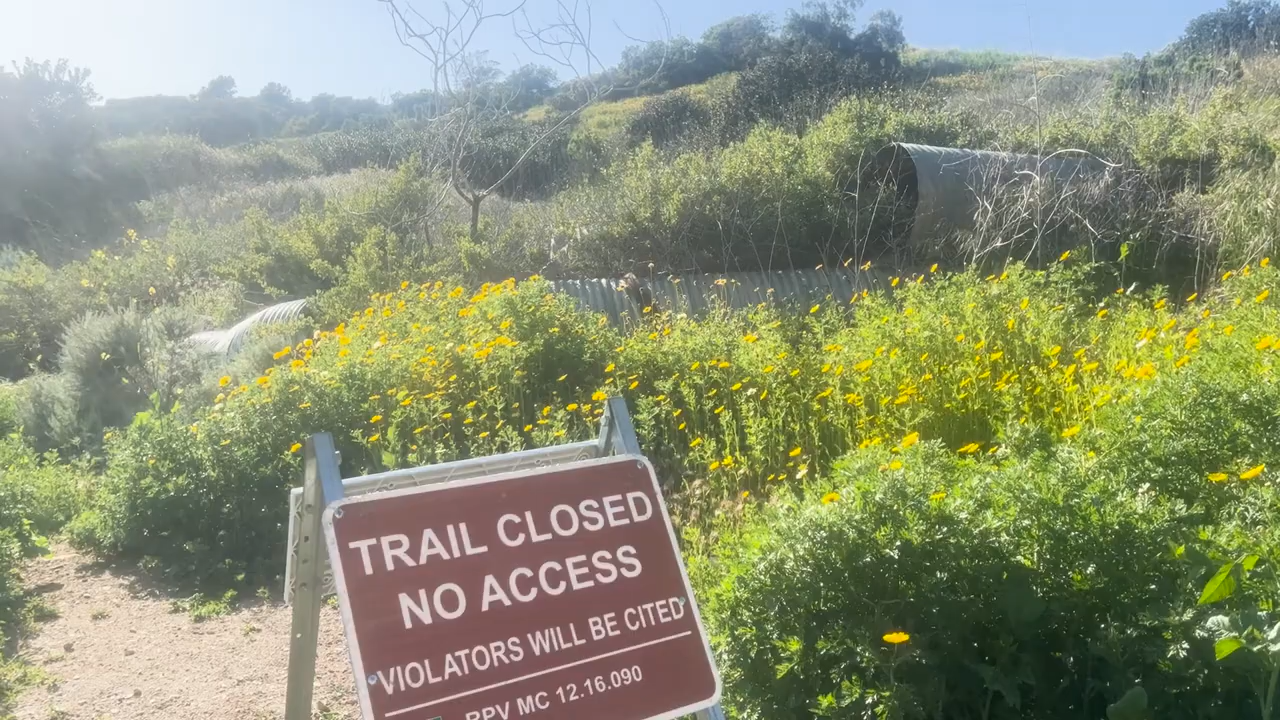 TRAIL CLOSED
NO ACCESS
VIOLATORS WILL BE CITED
RPV MC 12.16.090